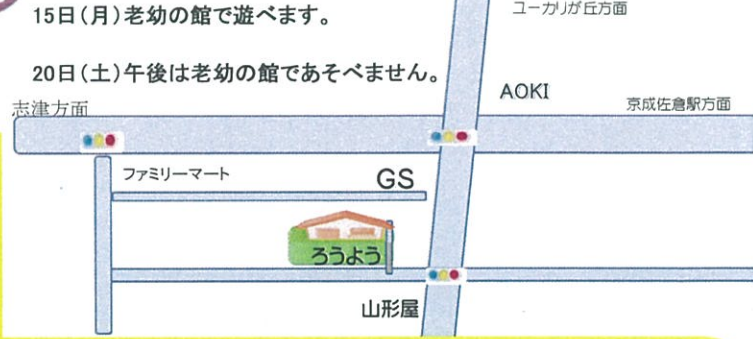 ユーカリが丘方面
15日(月)老幼の館で遊べます。
20日(土)午後は老幼の館であそべません。
志津方面
AOKI
京成佐倉駅方面
ファミリーマート
GS
ろうよう
山形屋